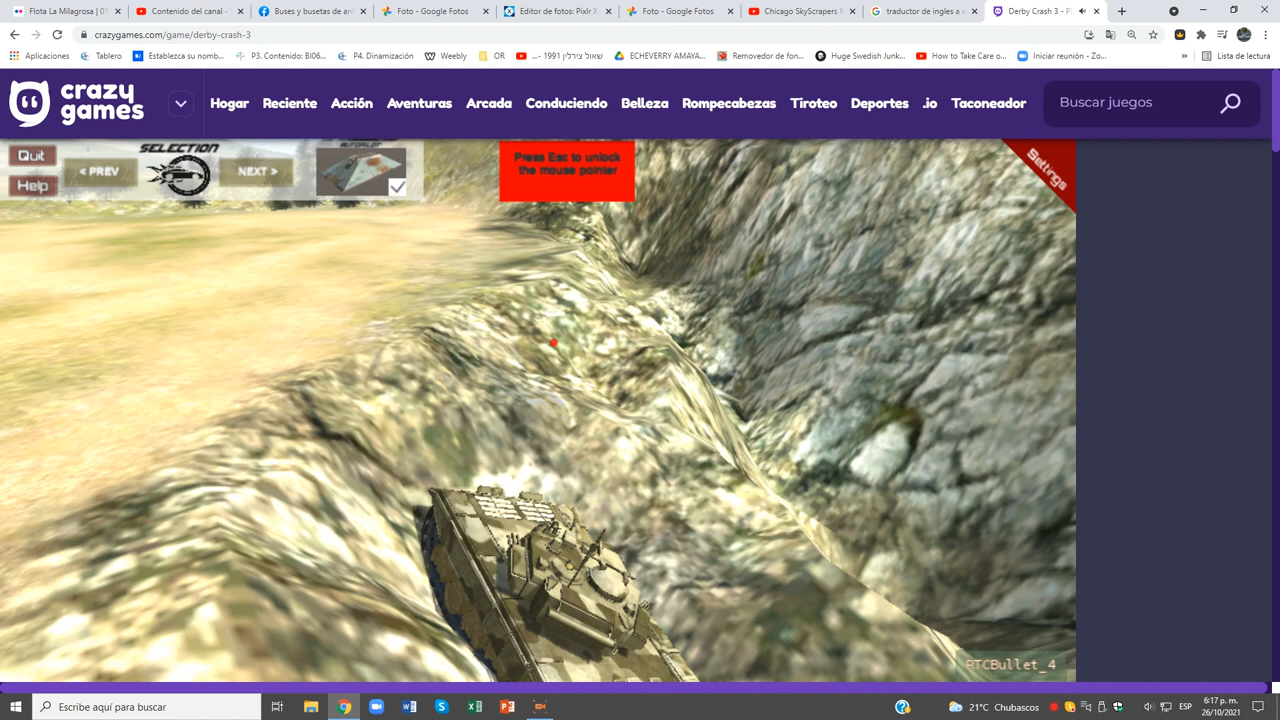 Flota La Milagrosa | 01
Contenido del canal -
Buses y busetas de an
Foto - Google Fotos
Editor de fotos: Pixlr X
Foto - Google Fotos
Chicago SkyScrapers F
traductor de ingles a e
Derby Crash 3 - P
crazygames.com/game/derby-crash-3
Aplicaciones
Tablero
Establezca su nomb...
P3. Contenido: BI06...
P4. Dinamización
Weebly
OR
שאול צירלין 1991 -...
ECHEVERRY AMAYA...
Removedor de fon...
Huge Swedish Junk...
How to Take Care o...
Iniciar reunión - Zo...
»
Lista de lectura
crazy
games
Hogar
Reciente
Acción
Aventuras
Arcada
Conduciendo
Belleza
Rompecabezas
Tiroteo
Deportes
.io
Taconeador
Buscar juegos
Quit
Help
SELECTION
< PREV
NEXT >
AUTOPILOT
Press Esc to unlock
the mouse pointer
Settings
RTCBullet_4
Escribe aquí para buscar
21°C Chubascos
ESP
6:17 p. m.
26/10/2021